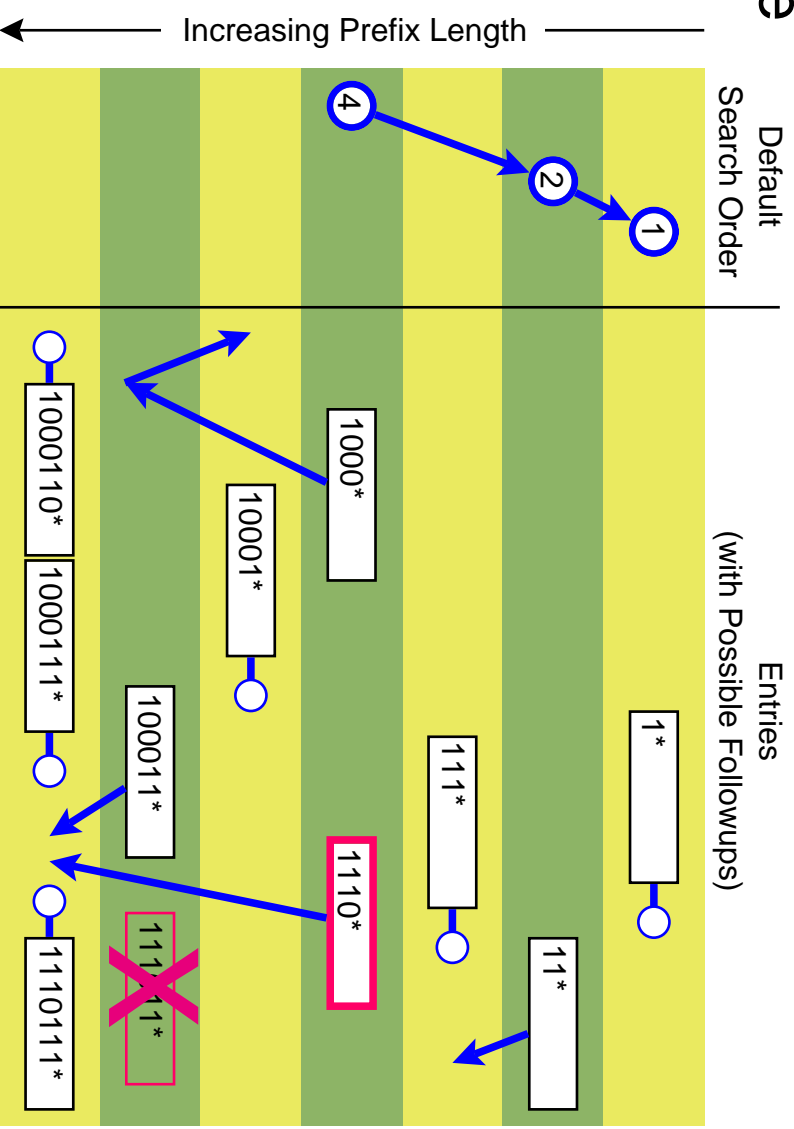 e
Increasing Prefix Length
Default
Search Order
Entries
(with Possible Followups)
1
1*
2
11*
111*
4
1000*
1110*
10001*
100011*
111011*
1000110*
1000111*
1110111*